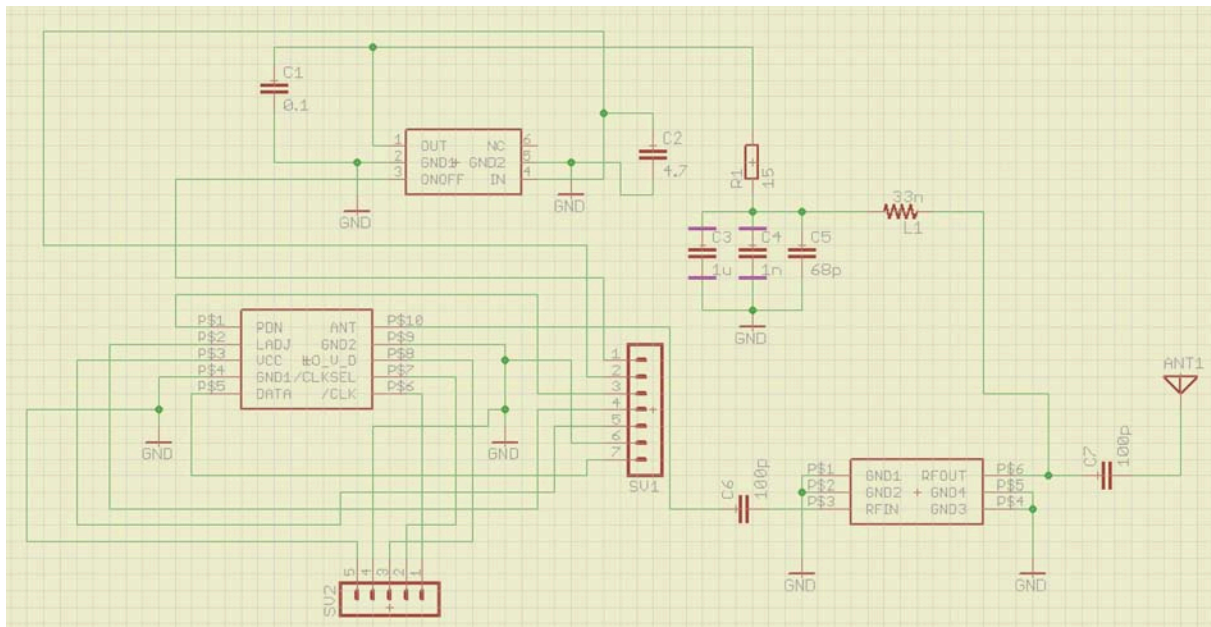 C1
0.1
1 OUT NC 6
2 GND1 GND2 5
3 ONOFF IN 4
GND
GND
C2
4.7
R1
15
33n
L1
C3
1u
C4
1n
C5
68p
GND
P$1 PDN ANT P$10
P$2 LADJ GND2 P$9
P$3 VCC LO_V_D P$8
P$4 GND1 /CLKSEL P$7
P$5 DATA /CLK P$6
GND
GND
1
2
3
4
5
6
7
SV1
ANT1
C6
100p
P$1 GND1 RFOUT P$6
P$2 GND2 GND4 P$5
P$3 RFIN GND3 P$4
C7
100p
GND
GND
SV2
5 4 3 2 1